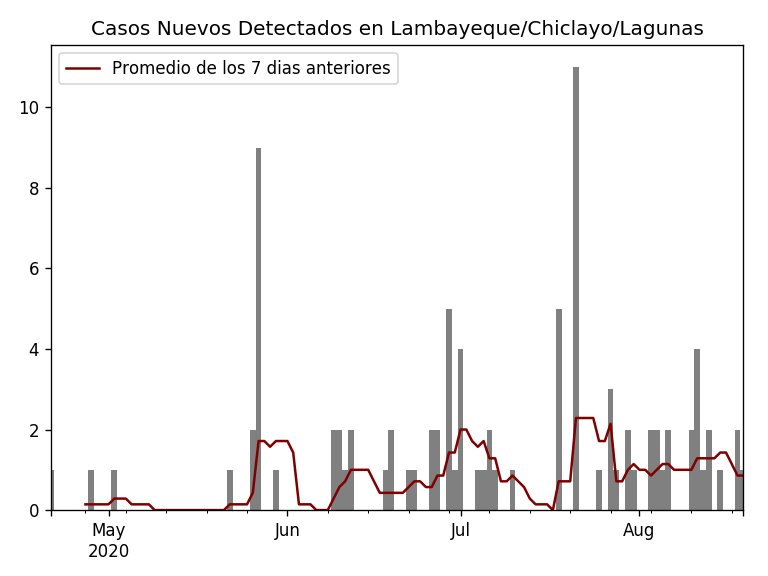 Casos Nuevos Detectados en Lambayeque/Chiclayo/Lagunas
Promedio de los 7 dias anteriores
10
8
6
4
2
0
May
2020
Jun
Jul
Aug